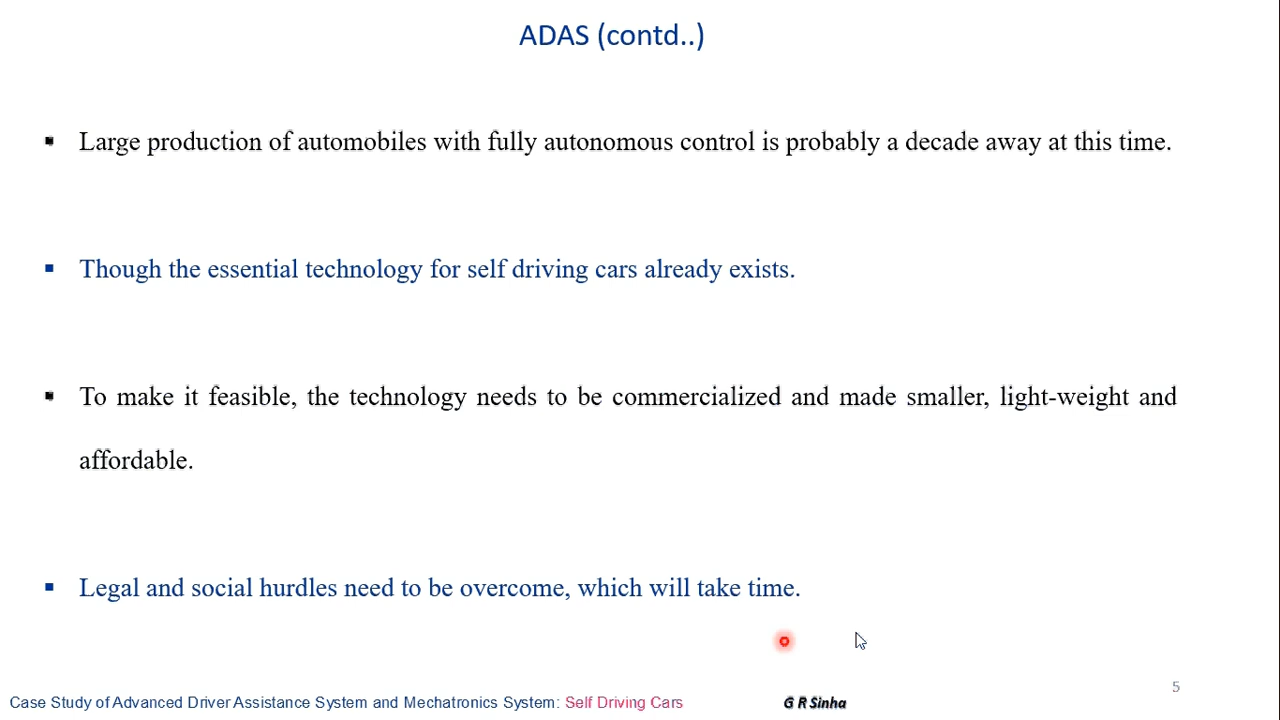 ADAS (contd..)
▪ Large production of automobiles with fully autonomous control is probably a decade away at this time.
▪ Though the essential technology for self driving cars already exists.
▪ To make it feasible, the technology needs to be commercialized and made smaller, light-weight and
affordable.
▪ Legal and social hurdles need to be overcome, which will take time.
5
Case Study of Advanced Driver Assistance System and Mechatronics System: Self Driving Cars G R Sinha